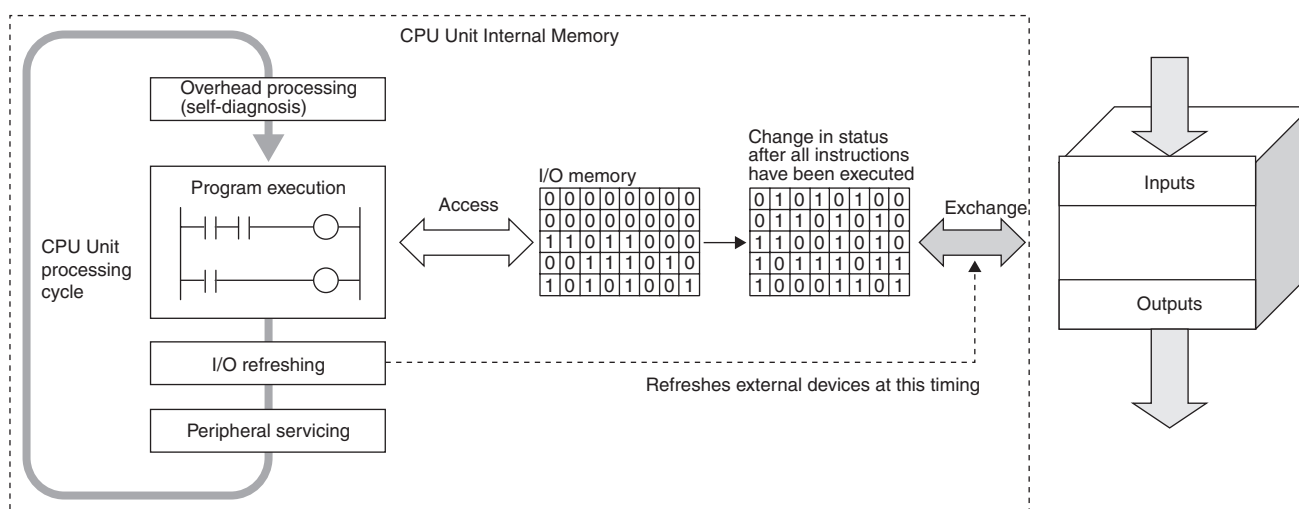 CPU Unit Internal Memory
Overhead processing
(self-diagnosis)
Program execution
CPU Unit
processing
cycle
I/O refreshing
Peripheral servicing
Access
I/O memory
0 0 0 0 0 0 0 0
0 0 0 0 0 0 0 0
1 1 0 1 1 0 0 0
0 0 1 1 1 0 1 0
1 0 1 0 1 0 0 1
Change in status
after all instructions
have been executed
0 1 0 1 0 1 0 0
0 1 1 0 1 0 1 0
1 1 0 0 1 0 1 0
1 0 1 1 1 0 1 1
1 0 0 0 1 1 0 1
Exchange
Refreshes external devices at this timing
Inputs
Outputs